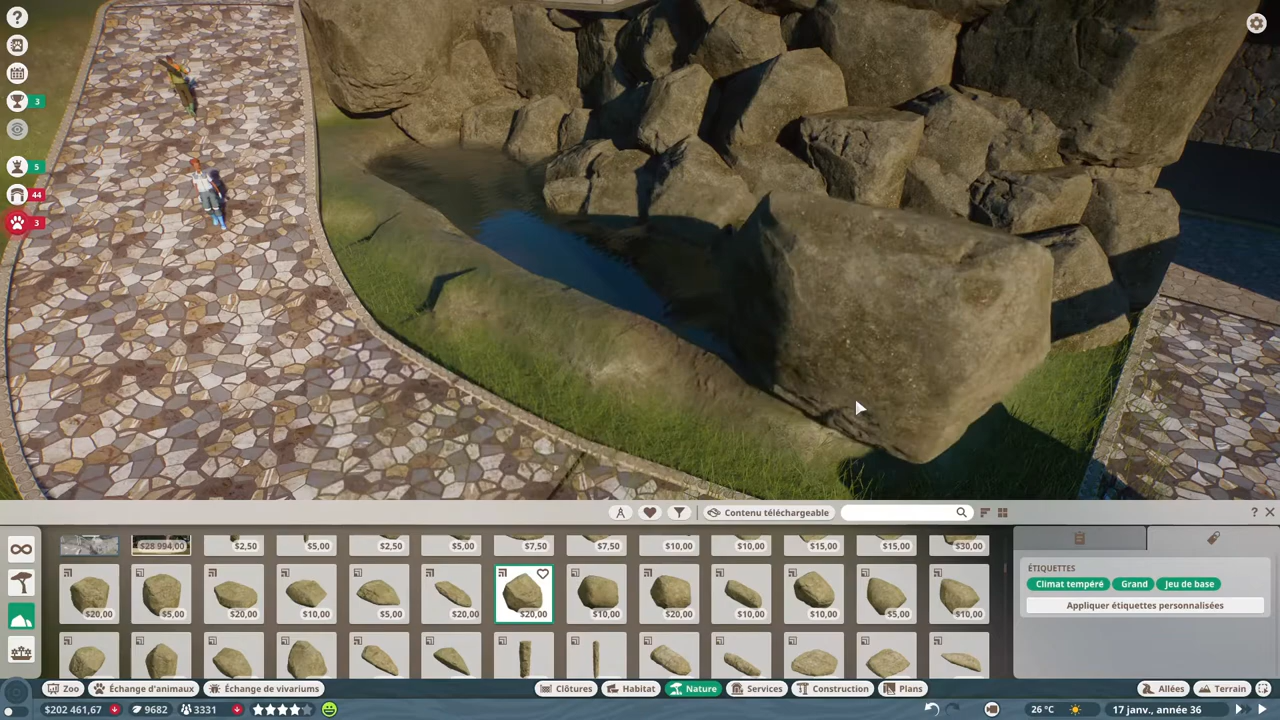 3
5
44
3
Contenu téléchargeable
?
$28 994,00
$2,50
$5,00
$2,50
$5,00
$7,50
$7,50
$10,00
$10,00
$15,00
$15,00
$30,00
$20,00
$5,00
$20,00
$10,00
$5,00
$20,00
$20,00
$10,00
$20,00
$5,00
$10,00
$5,00
$10,00
ÉTIQUETTES
Climat tempéré
Grand
Jeu de base
Appliquer étiquettes personnalisées
Zoo
Échange d'animaux
Échange de vivariums
Clôtures
Habitat
Nature
Services
Construction
Plans
Allées
Terrain
$202 461,67
9682
3331
26 °C
17 janv., année 36